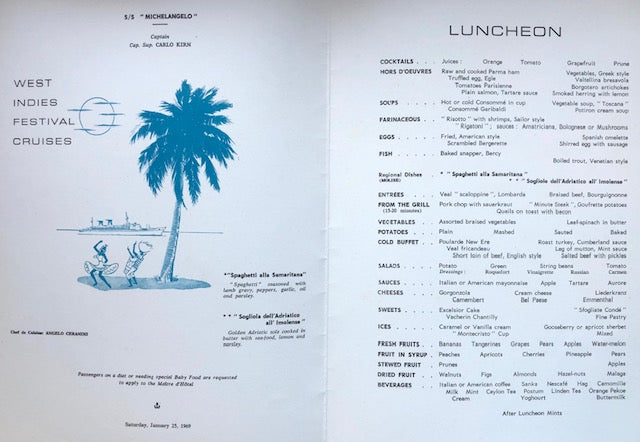 S/S "MICHELANGELO"
Captain
Cap. Sup. CARLO KIRN
WEST
INDIES
FESTIVAL
CRUISES
*"Spaghetti alla Samaritana"
"Spaghetti" seasoned with
lamb gravy, peppers, garlic, oil
and parsley.
* * "Sogliola dell'Adriatico
all' Imolense"
Golden Adriatic sole cooked in
butter with sea-food, lemon and
parsley.
Chef de Cuisine: ANGELO CERANINI
Passengers on a diet or needing special Baby Food are requested
to apply to the Maître d'Hôtel
Saturday, January 25, 1969
LUNCHEON
COCKTAILS . . . Juices: Orange Tomato Grapefruit Prune
HORS D'OEUVRES Raw and cooked Parma ham Vegetables, Greek style
Truffled egg, Egle Valtellina bresavola
Tomatoes Parisienne Borgotero artichokes
Plain salmon, Tartare sauce Smoked herring with lemon
SOUPS . . . . Hot or cold Consommé in cup Vegetable soup, "Toscana"
Consommé Garibaldi Potiron cream soup
FARINACEOUS . . "Risotto" with shrimps, Sailor style
"Rigatoni"; sauces: Amatriciana, Bolognese or Mushrooms
EGGS . . . . . Fried, American style Spanish omelette
Scrambled Bergerette Shirred egg with sausage
FISH . . . . . Baked snapper, Bercy
Boiled trout, Venetian style
Regional Dishes * "Spaghetti alla Samaritana"
(MOLISE) * * "Sogliola dell'Adriatico all' Imolense"
ENTREES . . . Veal "scaloppine", Lombarda Braised beef, Bourguignonne
FROM THE GRILL Pork chop with sauerkraut "Minute Steek", Goufrette potatoes
(15-20 minutes) Quails on toast with bacon
VEGETABLES . . Assorted braised vegetables Leaf-spinach in butter
POTATOES . . . Plain Mashed Sauted Baked
COLD BUFFET . . Poularde New Ere Roast turkey, Cumberland sauce
Veal fricandeau Leg of mutton, Mint sauce
Short loin of beef, English style Salted beef with pickles
SALADS . . . . Potato Green String beans Tomato
Dressings: Roquefort Vinaigrette Russian Carmen
SAUCES . . . . Italian or American mayonnaise Apple Tartare Aurore
CHEESES . . . . Gorgonzola Cream cheese Liederkrenz
Camembert Bel Paese Emmenthal
SWEETS . . . . Excelsior Cake "Sfogliate Condé"
Vacherin Chantilly Fine Pastry
ICES . . . . . Caramel or Vanilla cream Gooseberry or apricot sherbet
"Montecristo" Cup Mixed
FRESH FRUITS . . Bananas Tangerines Grapes Pears Apples Water-melon
FRUIT IN SYRUP . Peaches Apricots Cherries Pineapple Pears
STEWED FRUIT . Prunes Apples
DRIED FRUIT . . Walnuts Figs Almonds Hazel-nuts Malaga
BEVERAGES . . Italian or American coffee Sanka Nescafé Hag Camomille
Milk Mint Ceylon Tea Postum Linden Tea Orange Pekoe
Cream Yoghourt Buttermilk
After Luncheon Mints